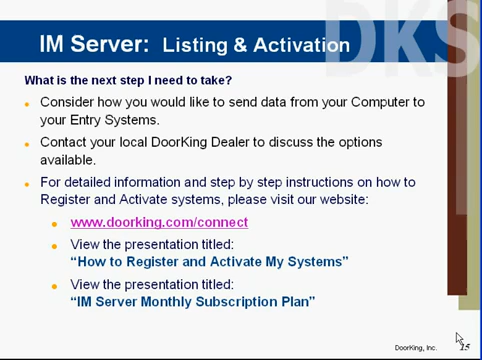 DKS
IM Server: Listing & Activation
What is the next step I need to take?
Consider how you would like to send data from your Computer to
your Entry Systems.
Contact your local DoorKing Dealer to discuss the options
available.
For detailed information and step by step instructions on how to
Register and Activate systems, please visit our website:
www.doorking.com/connect
View the presentation titled:
“How to Register and Activate My Systems”
View the presentation titled:
“IM Server Monthly Subscription Plan”
DoorKing, Inc. 15